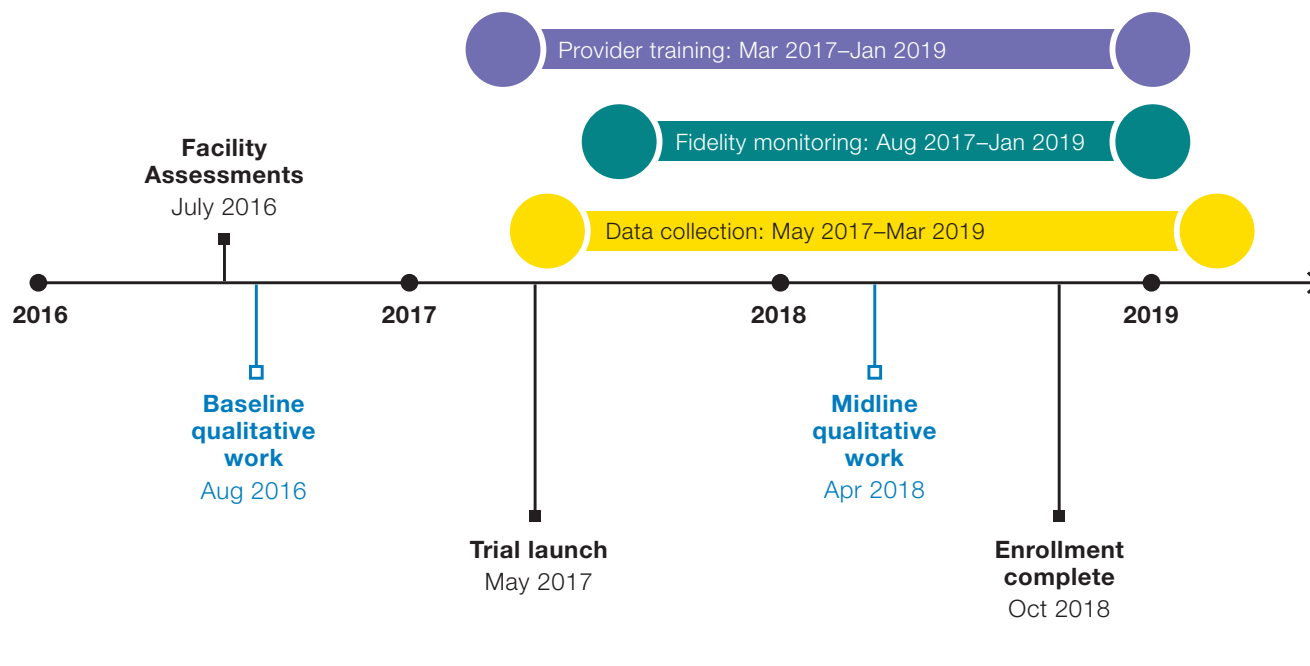 Provider training: Mar 2017–Jan 2019
Fidelity monitoring: Aug 2017–Jan 2019
Facility
Assessments
July 2016
Data collection: May 2017–Mar 2019
2016
2017
2018
2019
Baseline
qualitative
work
Aug 2016
Midline
qualitative
work
Apr 2018
Trial launch
May 2017
Enrollment
complete
Oct 2018